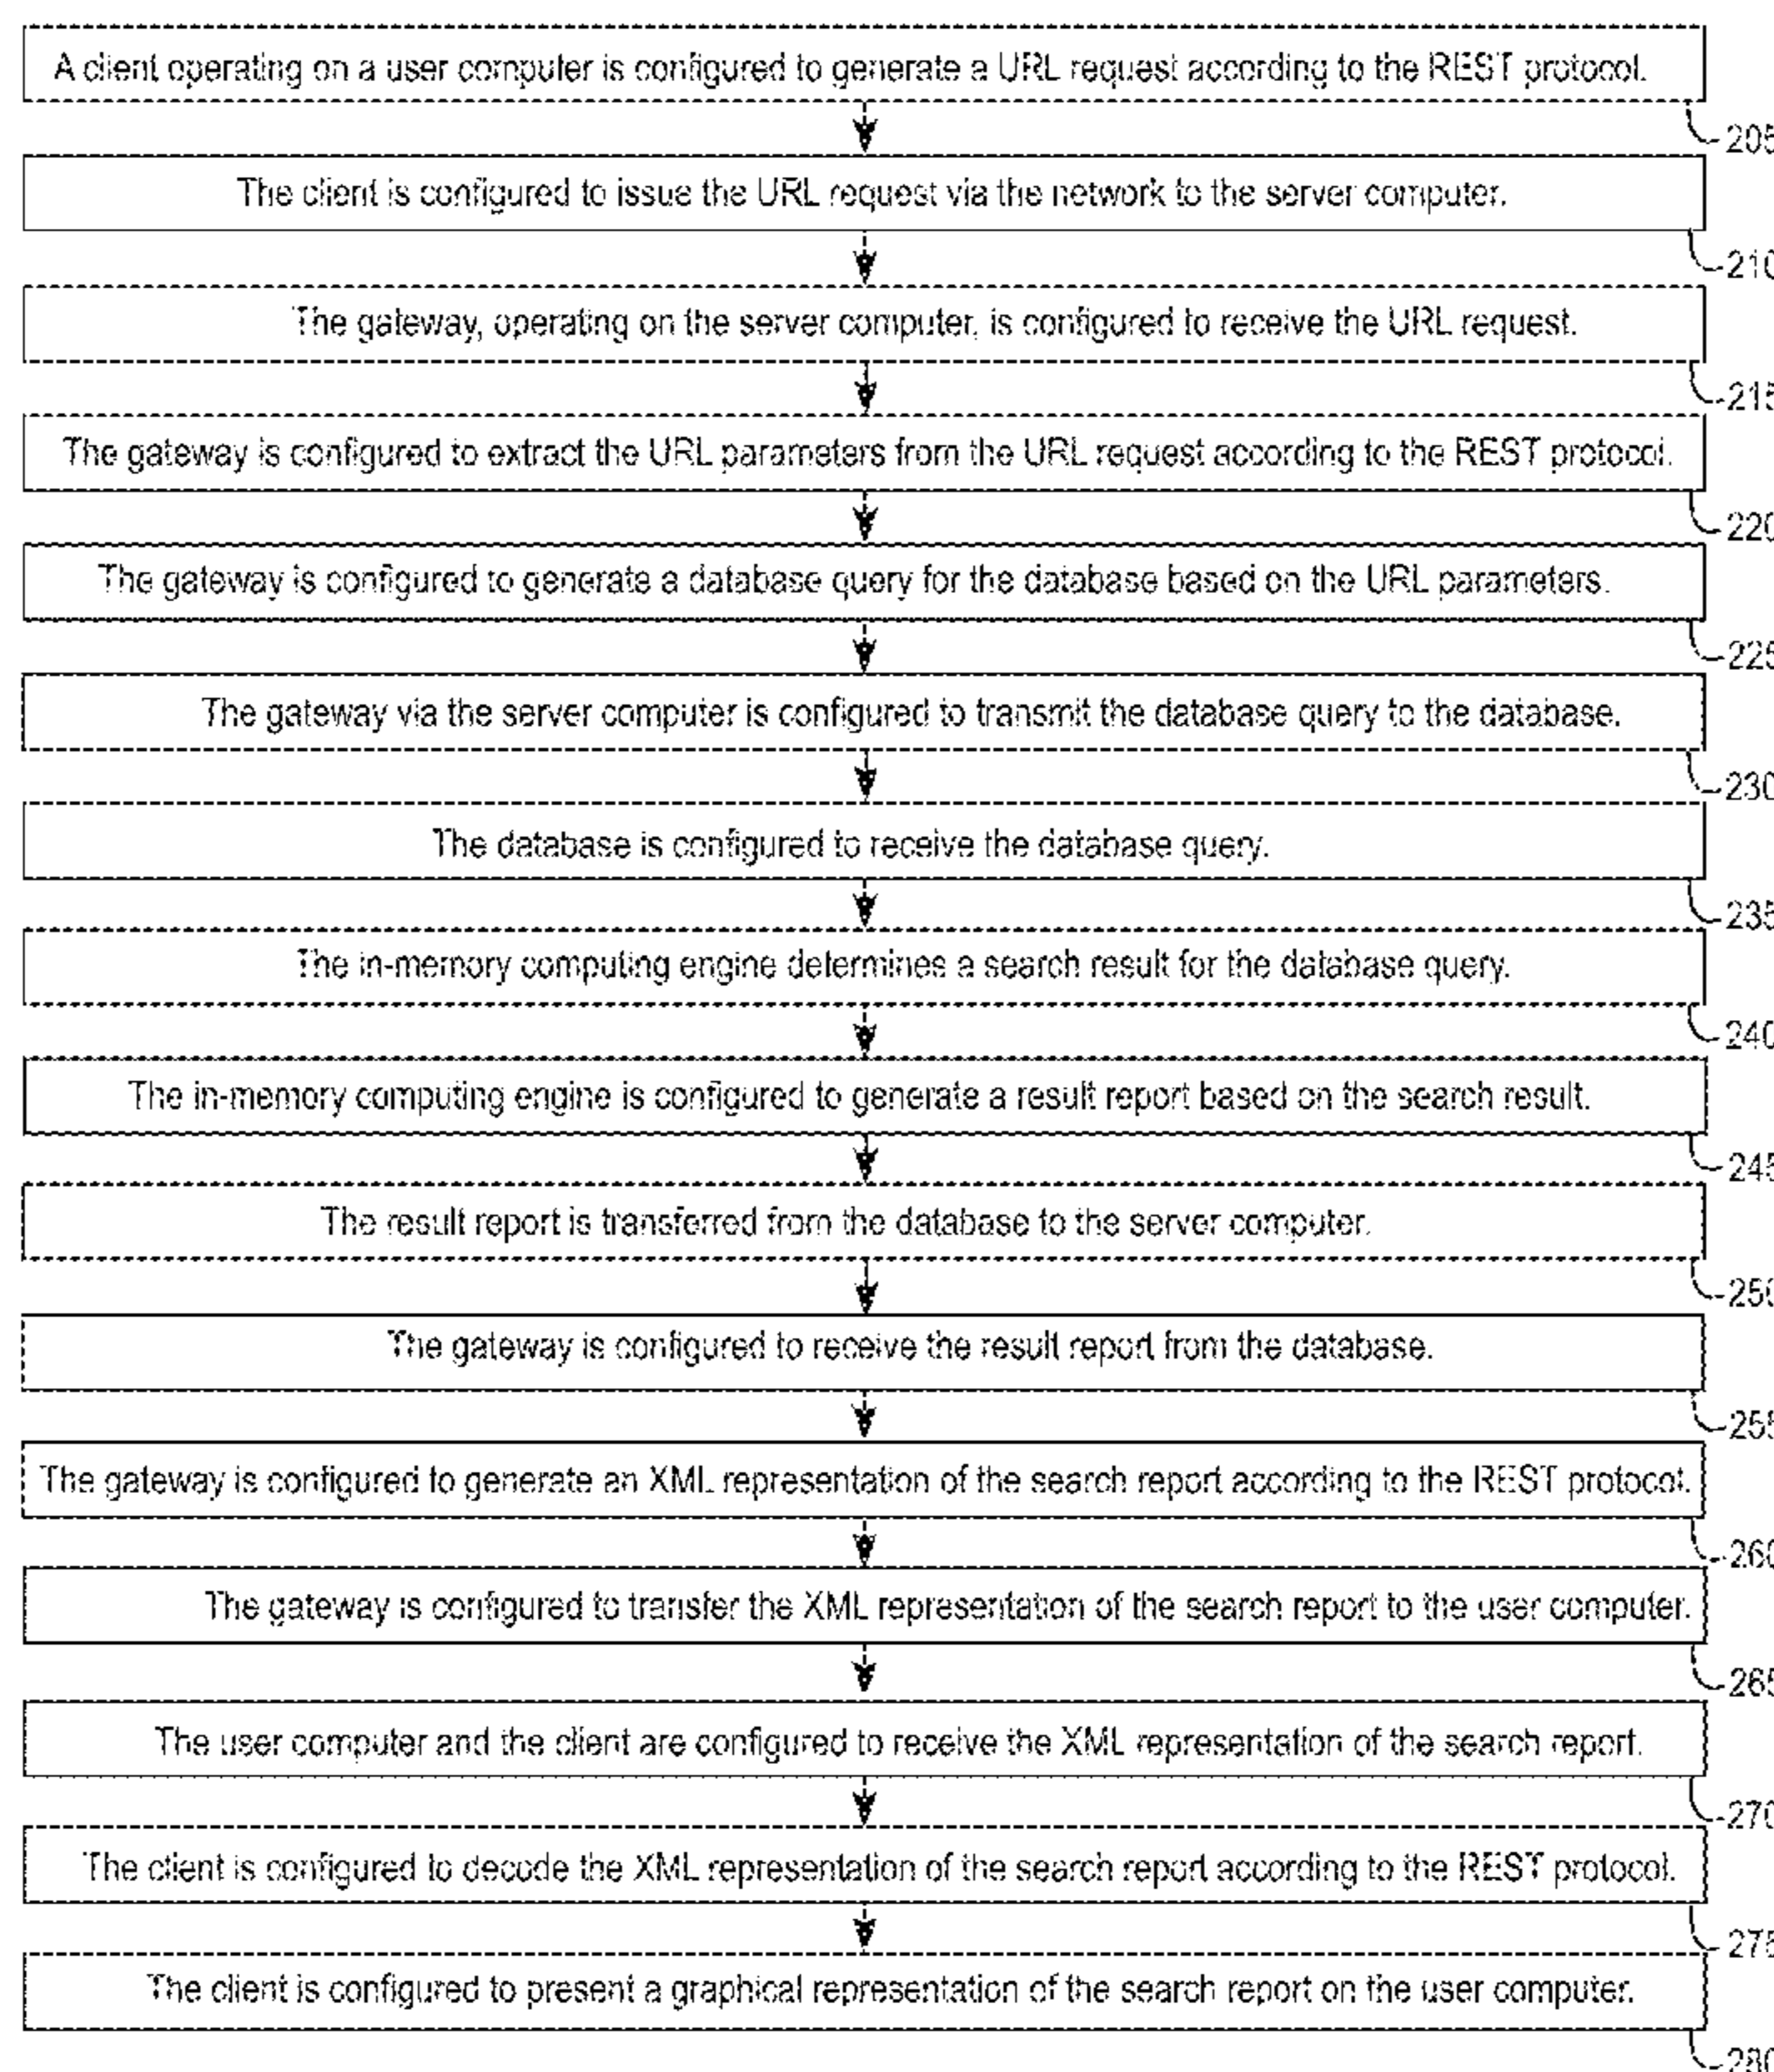 A client operating on a user computer is configured to generate a URL request according to the REST protocol.
205
The client is configured to issue the URL request via the network to the server computer.
210
The gateway, operating on the server computer, is configured to receive the URL request.
215
The gateway is configured to extract the URL parameters from the URL request according to the REST protocol.
220
The gateway is configured to generate a database query for the database based on the URL parameters.
225
The gateway via the server computer is configured to transmit the database query to the database.
230
The database is configured to receive the database query.
235
The in-memory computing engine determines a search result for the database query.
240
The in-memory computing engine is configured to generate a result report based on the search result.
245
The result report is transferred from the database to the server computer.
250
The gateway is configured to receive the result report from the database.
255
The gateway is configured to generate an XML representation of the search report according to the REST protocol.
260
The gateway is configured to transfer the XML representation of the search report to the user computer.
265
The user computer and the client are configured to receive the XML representation of the search report.
270
The client is configured to decode the XML representation of the search report according to the REST protocol.
275
The client is configured to present a graphical representation of the search report on the user computer.
280